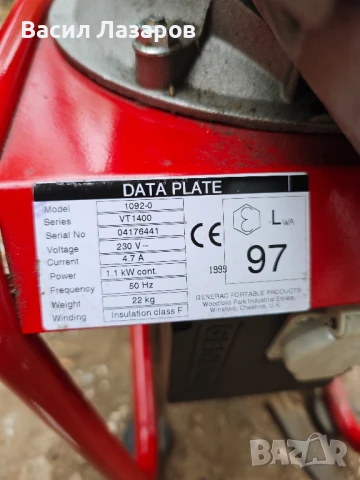 Васил Лазаров
DATA PLATE
Model 1092-0
Series VT1400
Serial No 04176441
Voltage 230 V ~
Current 4.7 A
Power 1.1 kW cont.
Frequency 50 Hz
Weight 22 kg
Winding Insulation class F
CE
1999
LWA
97
GENERAC PORTABLE PRODUCTS
Woodford Park Industrial Estate,
Winsford, Cheshire, U.K.
BAZAR
bg